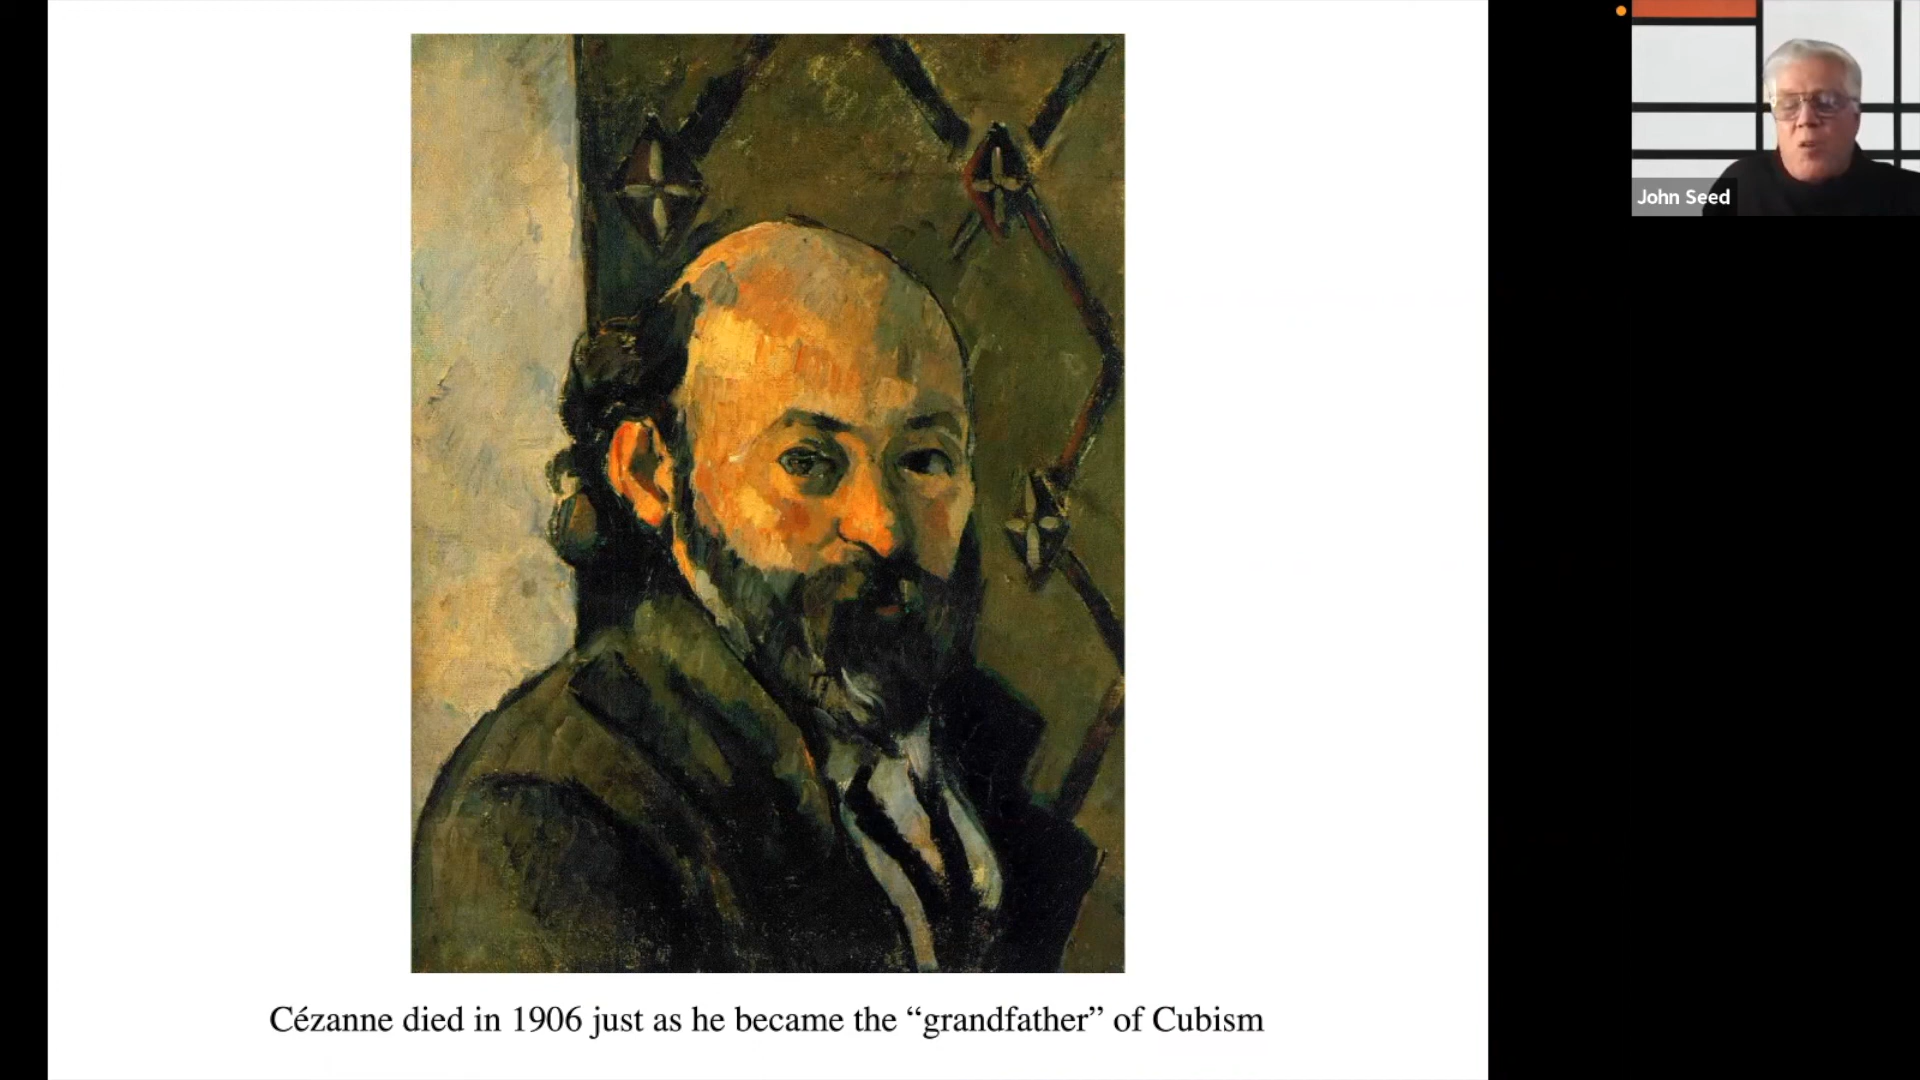 John Seed
Cézanne died in 1906 just as he became the “grandfather” of Cubism